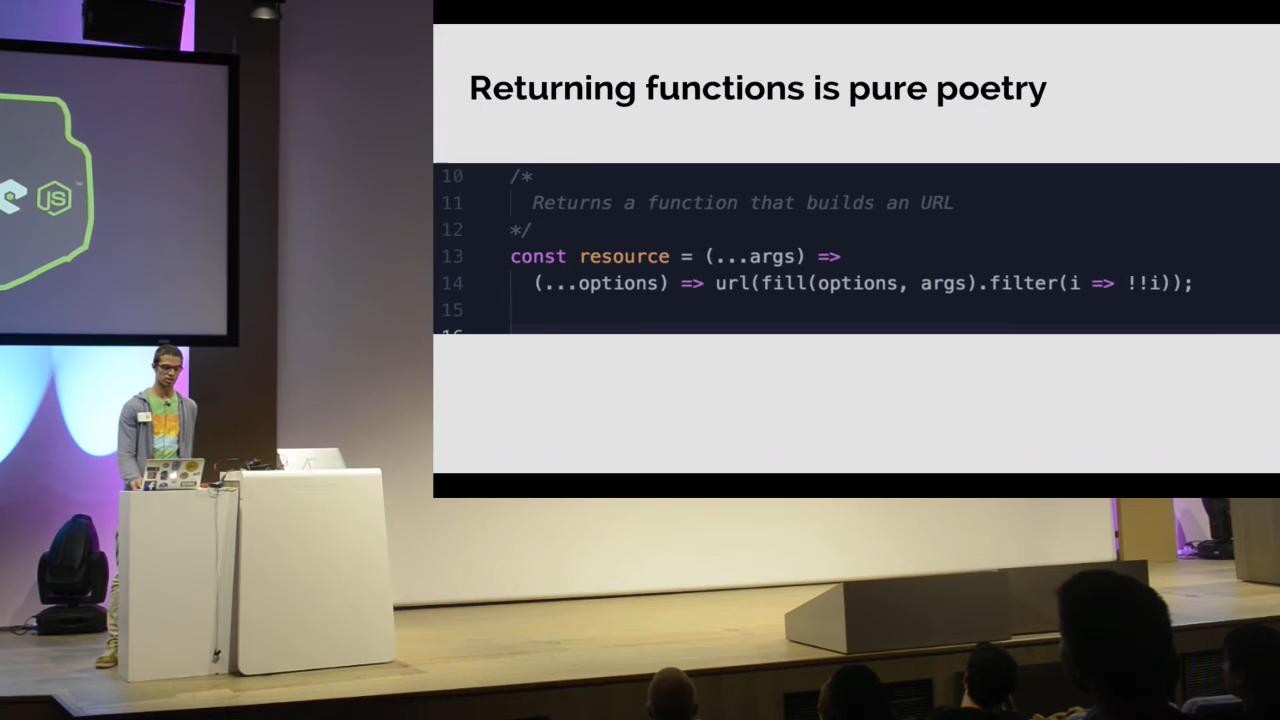 JS
™
Returning functions is pure poetry
10 /*
11 Returns a function that builds an URL
12 */
13 const resource = (...args) =>
14 (...options) => url(fill(options, args).filter(i => !!i));
15